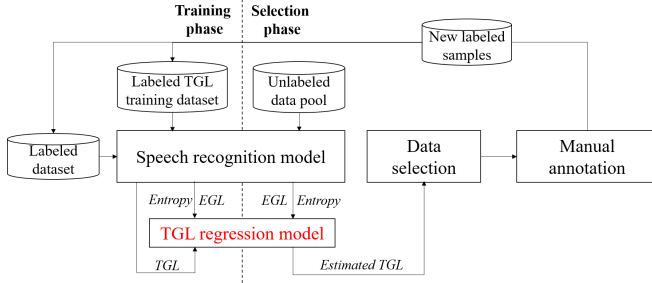 Training
phase
Selection
phase
New labeled
samples
Labeled TGL
training dataset
Unlabeled
data pool
Labeled
dataset
Speech recognition model
Data
selection
Manual
annotation
Entropy EGL
EGL Entropy
TGL regression model
TGL
Estimated TGL